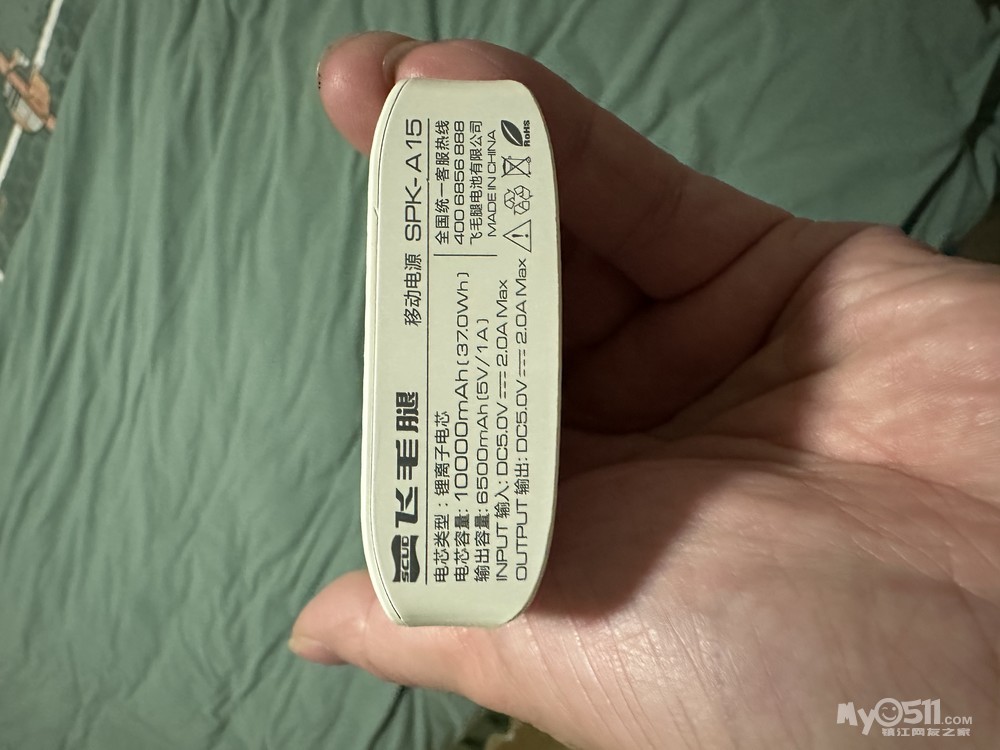 SCUD 飞毛腿 移动电源 SPK-A15
电芯类型:锂离子电芯
电芯容量:10000mAh(37.0Wh)
输出容量:6500mAh(5V/1A)
INPUT 输入:DC5.0V⎓2.0A Max
OUTPUT 输出:DC5.0V⎓2.0A Max
全国统一客服热线
400 6856 888
飞毛腿电池有限公司
MADE IN CHINA
RoHS
My0511.COM
镇江网友之家